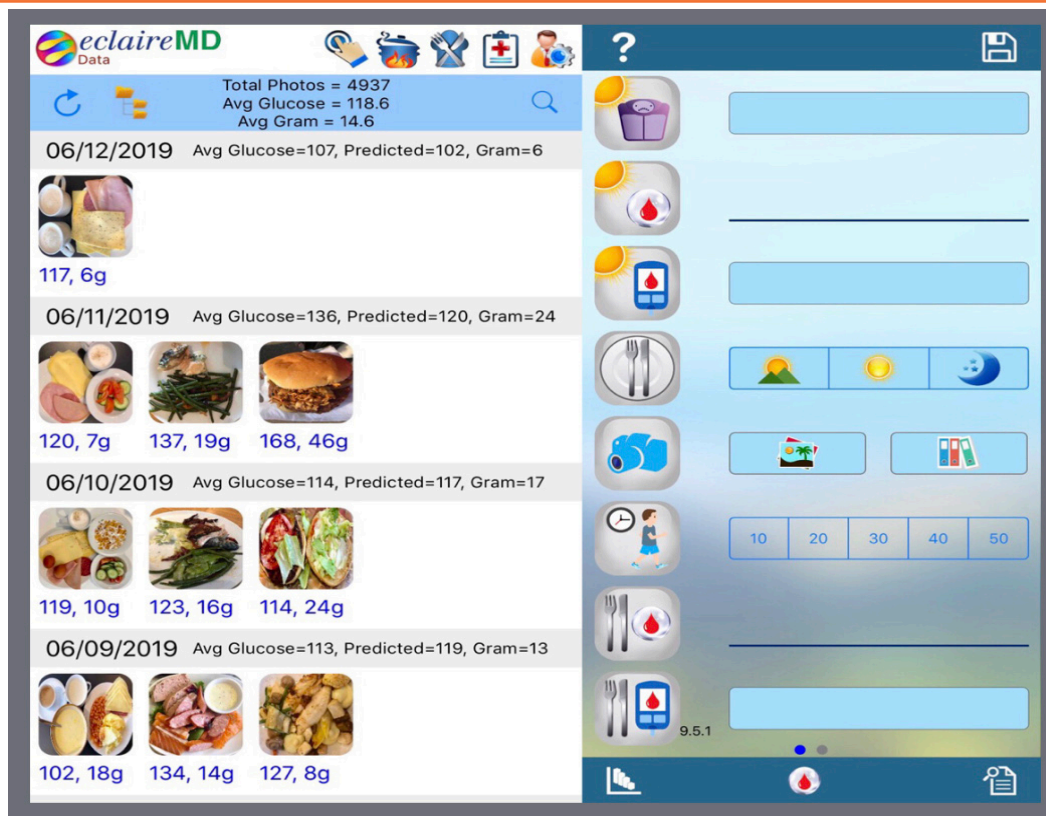 eclaireMD
Data
Total Photos = 4937
Avg Glucose = 118.6
Avg Gram = 14.6
06/12/2019 Avg Glucose=107, Predicted=102, Gram=6
117, 6g
06/11/2019 Avg Glucose=136, Predicted=120, Gram=24
120, 7g 137, 19g 168, 46g
06/10/2019 Avg Glucose=114, Predicted=117, Gram=17
119, 10g 123, 16g 114, 24g
06/09/2019 Avg Glucose=113, Predicted=119, Gram=13
102, 18g 134, 14g 127, 8g
?
10 20 30 40 50
9.5.1